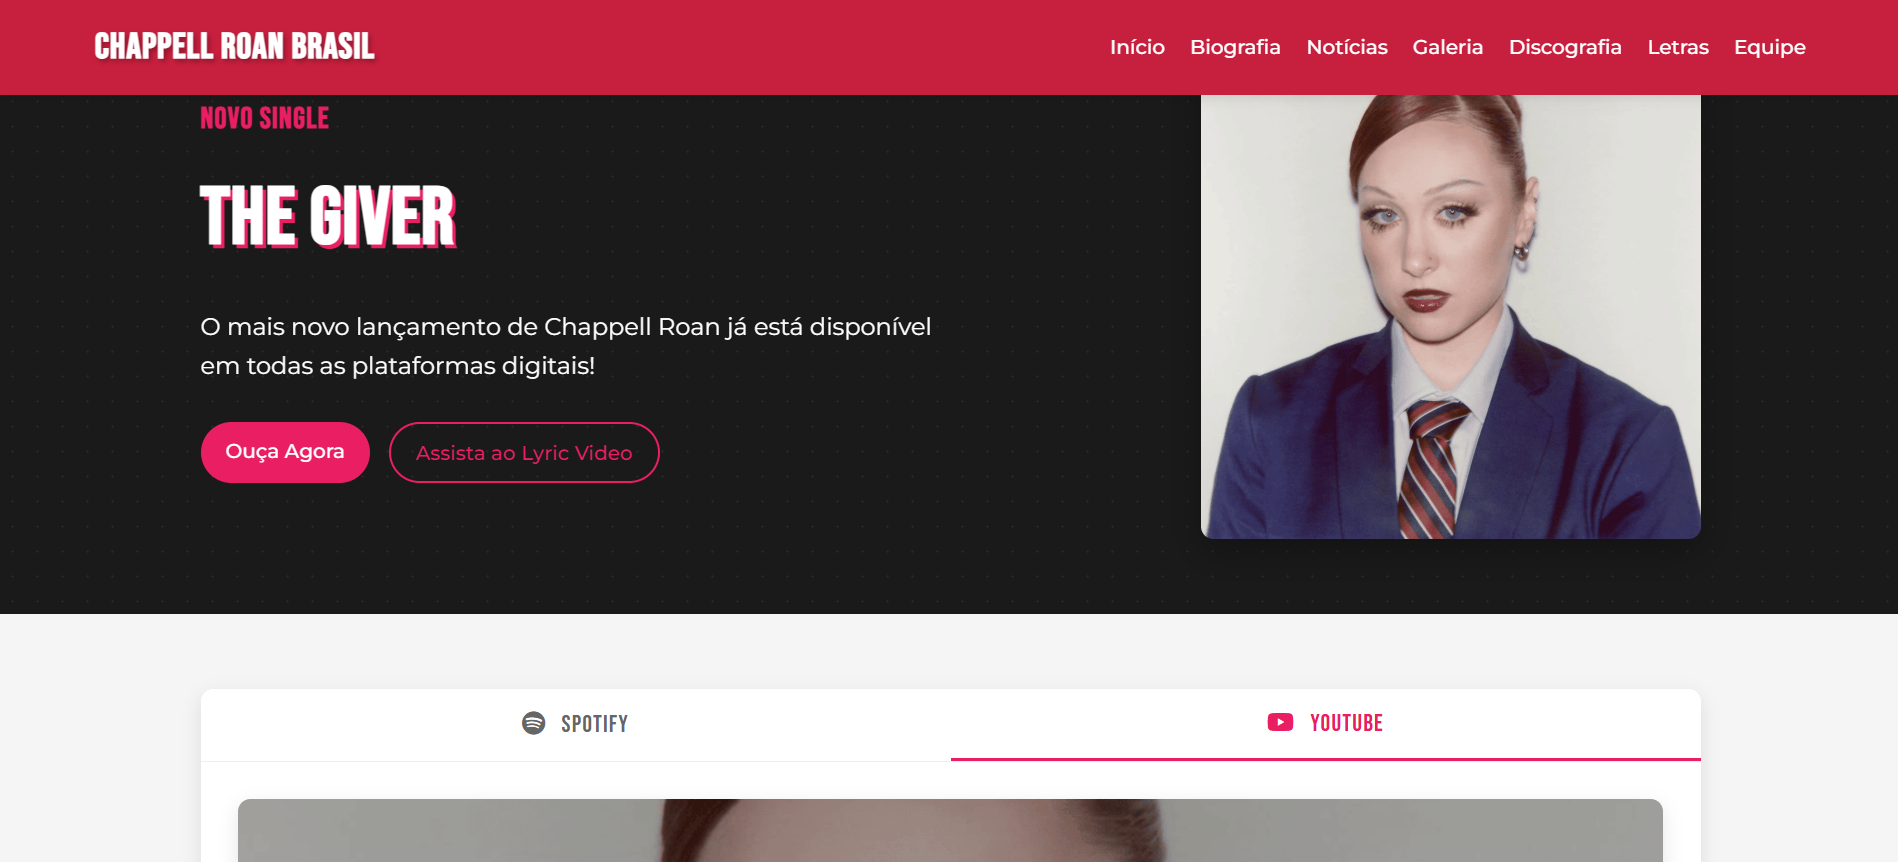 CHAPPELL ROAN BRASIL
Início Biografia Notícias Galeria Discografia Letras Equipe
NOVO SINGLE
THE GIVER
O mais novo lançamento de Chappell Roan já está disponível
em todas as plataformas digitais!
Ouça Agora
Assista ao Lyric Video
SPOTIFY
YOUTUBE